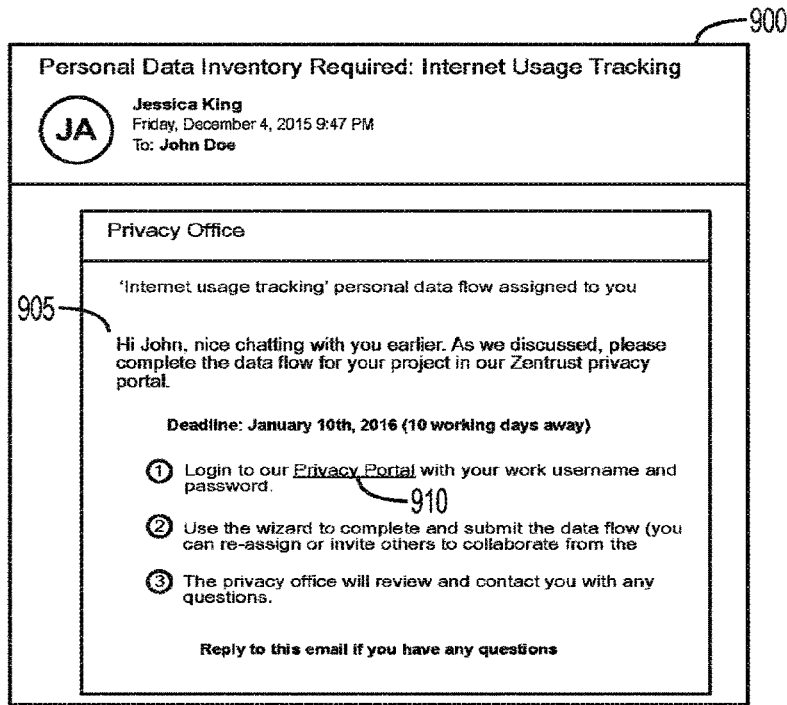 900
Personal Data Inventory Required: Internet Usage Tracking
JA
Jessica King
Friday, December 4, 2015 9:47 PM
To: John Doe
Privacy Office
'Internet usage tracking' personal data flow assigned to you
905
Hi John, nice chatting with you earlier. As we discussed, please
complete the data flow for your project in our Zentrust privacy
portal.
Deadline: January 10th, 2016 (10 working days away)
1 Login to our Privacy Portal with your work username and
password.
910
2 Use the wizard to complete and submit the data flow (you
can re-assign or invite others to collaborate from the
3 The privacy office will review and contact you with any
questions.
Reply to this email if you have any questions